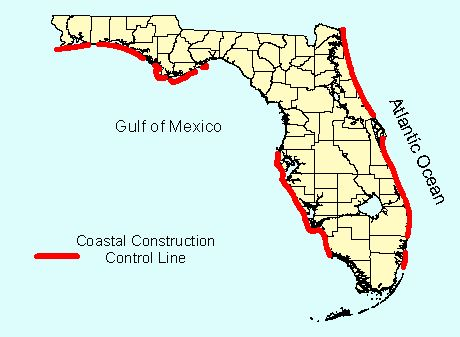 Gulf of Mexico
Atlantic Ocean
Coastal Construction
Control Line